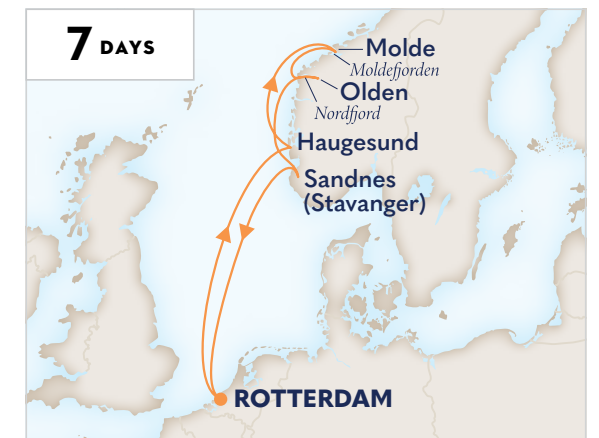 7 DAYS
Molde
Moldefjorden
Olden
Nordfjord
Haugesund
Sandnes
(Stavanger)
ROTTERDAM